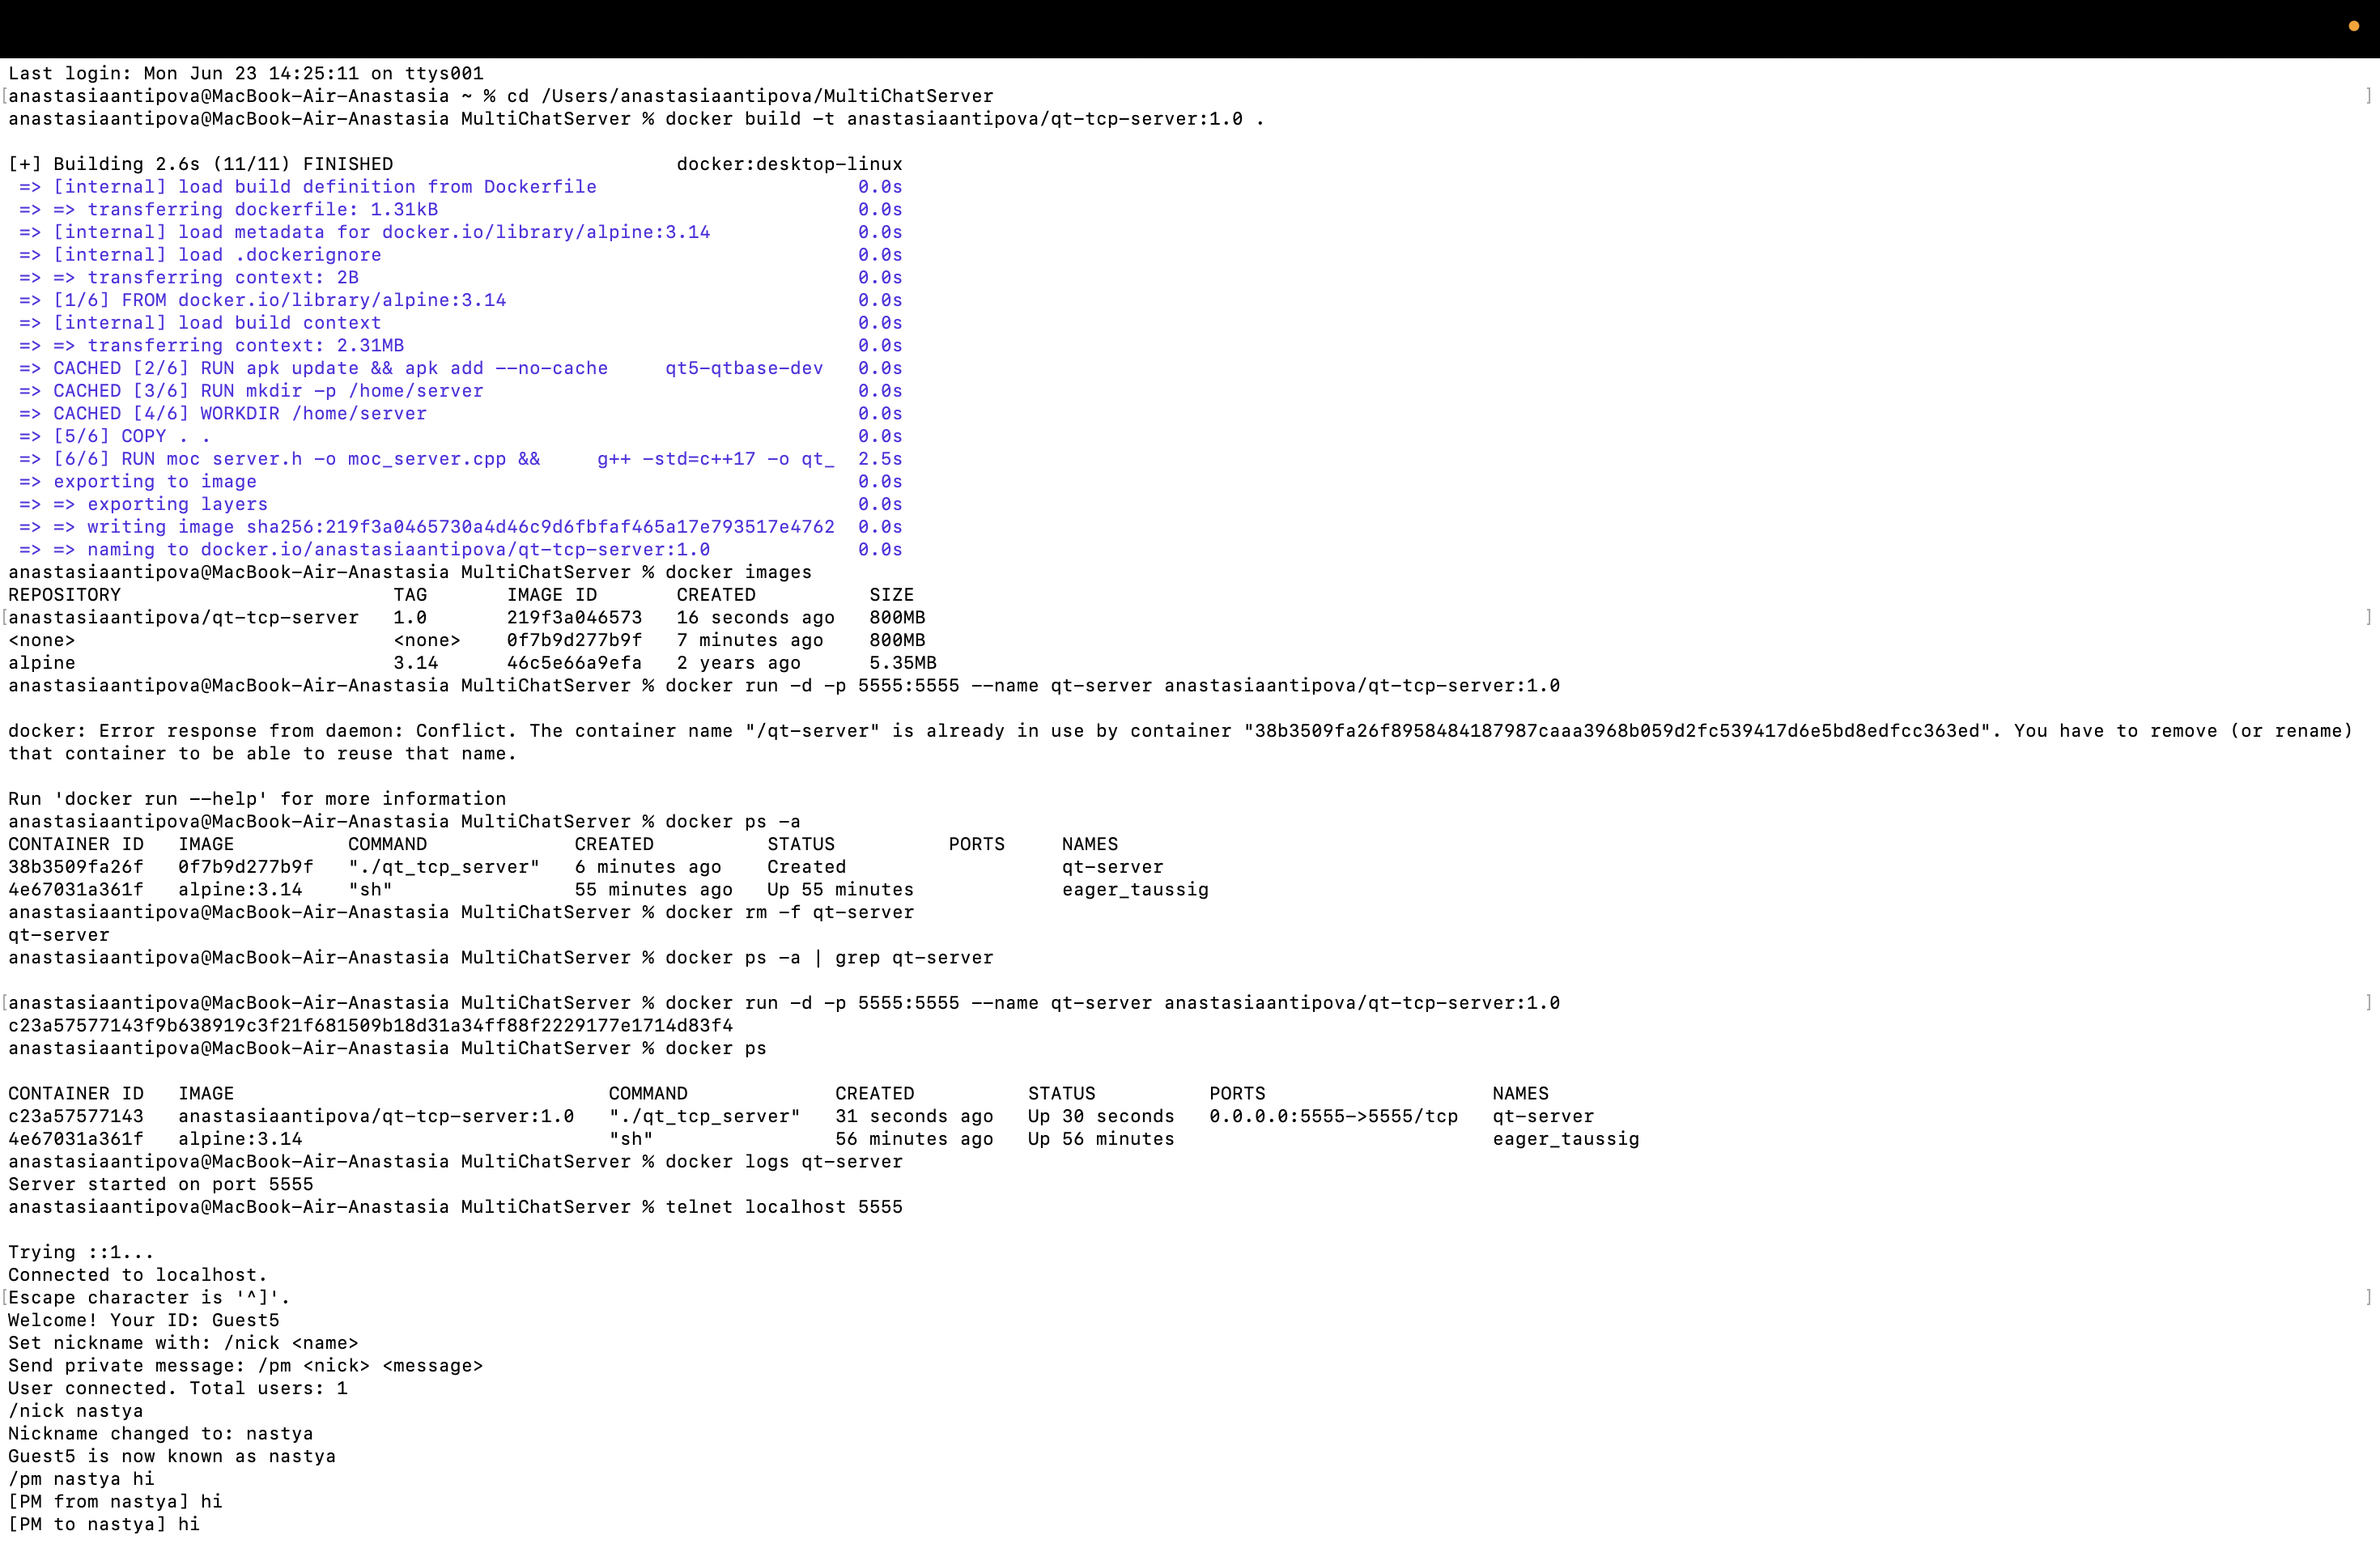 Last login: Mon Jun 23 14:25:11 on ttys001
[anastasiaantipova@MacBook-Air-Anastasia ~ % cd /Users/anastasiaantipova/MultiChatServer ]
anastasiaantipova@MacBook-Air-Anastasia MultiChatServer % docker build -t anastasiaantipova/qt-tcp-server:1.0 .
[+] Building 2.6s (11/11) FINISHED docker:desktop-linux
=> [internal] load build definition from Dockerfile 0.0s
=> => transferring dockerfile: 1.31kB 0.0s
=> [internal] load metadata for docker.io/library/alpine:3.14 0.0s
=> [internal] load .dockerignore 0.0s
=> => transferring context: 2B 0.0s
=> [1/6] FROM docker.io/library/alpine:3.14 0.0s
=> [internal] load build context 0.0s
=> => transferring context: 2.31MB 0.0s
=> CACHED [2/6] RUN apk update && apk add --no-cache     qt5-qtbase-dev 0.0s
=> CACHED [3/6] RUN mkdir -p /home/server 0.0s
=> CACHED [4/6] WORKDIR /home/server 0.0s
=> [5/6] COPY . . 0.0s
=> [6/6] RUN moc server.h -o moc_server.cpp &&     g++ -std=c++17 -o qt_ 2.5s
=> exporting to image 0.0s
=> => exporting layers 0.0s
=> => writing image sha256:219f3a0465730a4d46c9d6fbfaf465a17e793517e4762 0.0s
=> => naming to docker.io/anastasiaantipova/qt-tcp-server:1.0 0.0s
anastasiaantipova@MacBook-Air-Anastasia MultiChatServer % docker images
REPOSITORY TAG IMAGE ID CREATED SIZE
[anastasiaantipova/qt-tcp-server 1.0 219f3a046573 16 seconds ago 800MB ]
<none> <none> 0f7b9d277b9f 7 minutes ago 800MB
alpine 3.14 46c5e66a9efa 2 years ago 5.35MB
anastasiaantipova@MacBook-Air-Anastasia MultiChatServer % docker run -d -p 5555:5555 --name qt-server anastasiaantipova/qt-tcp-server:1.0
docker: Error response from daemon: Conflict. The container name "/qt-server" is already in use by container "38b3509fa26f8958484187987caaa3968b059d2fc539417d6e5bd8edfcc363ed". You have to remove (or rename)
that container to be able to reuse that name.
Run 'docker run --help' for more information
anastasiaantipova@MacBook-Air-Anastasia MultiChatServer % docker ps -a
CONTAINER ID IMAGE COMMAND CREATED STATUS PORTS NAMES
38b3509fa26f 0f7b9d277b9f "./qt_tcp_server" 6 minutes ago Created qt-server
4e67031a361f alpine:3.14 "sh" 55 minutes ago Up 55 minutes eager_taussig
anastasiaantipova@MacBook-Air-Anastasia MultiChatServer % docker rm -f qt-server
qt-server
anastasiaantipova@MacBook-Air-Anastasia MultiChatServer % docker ps -a | grep qt-server
[anastasiaantipova@MacBook-Air-Anastasia MultiChatServer % docker run -d -p 5555:5555 --name qt-server anastasiaantipova/qt-tcp-server:1.0 ]
c23a57577143f9b638919c3f21f681509b18d31a34ff88f2229177e1714d83f4
anastasiaantipova@MacBook-Air-Anastasia MultiChatServer % docker ps
CONTAINER ID IMAGE COMMAND CREATED STATUS PORTS NAMES
c23a57577143 anastasiaantipova/qt-tcp-server:1.0 "./qt_tcp_server" 31 seconds ago Up 30 seconds 0.0.0.0:5555->5555/tcp qt-server
4e67031a361f alpine:3.14 "sh" 56 minutes ago Up 56 minutes eager_taussig
anastasiaantipova@MacBook-Air-Anastasia MultiChatServer % docker logs qt-server
Server started on port 5555
anastasiaantipova@MacBook-Air-Anastasia MultiChatServer % telnet localhost 5555
Trying ::1...
Connected to localhost.
[Escape character is '^]'. ]
Welcome! Your ID: Guest5
Set nickname with: /nick <name>
Send private message: /pm <nick> <message>
User connected. Total users: 1
/nick nastya
Nickname changed to: nastya
Guest5 is now known as nastya
/pm nastya hi
[PM from nastya] hi
[PM to nastya] hi